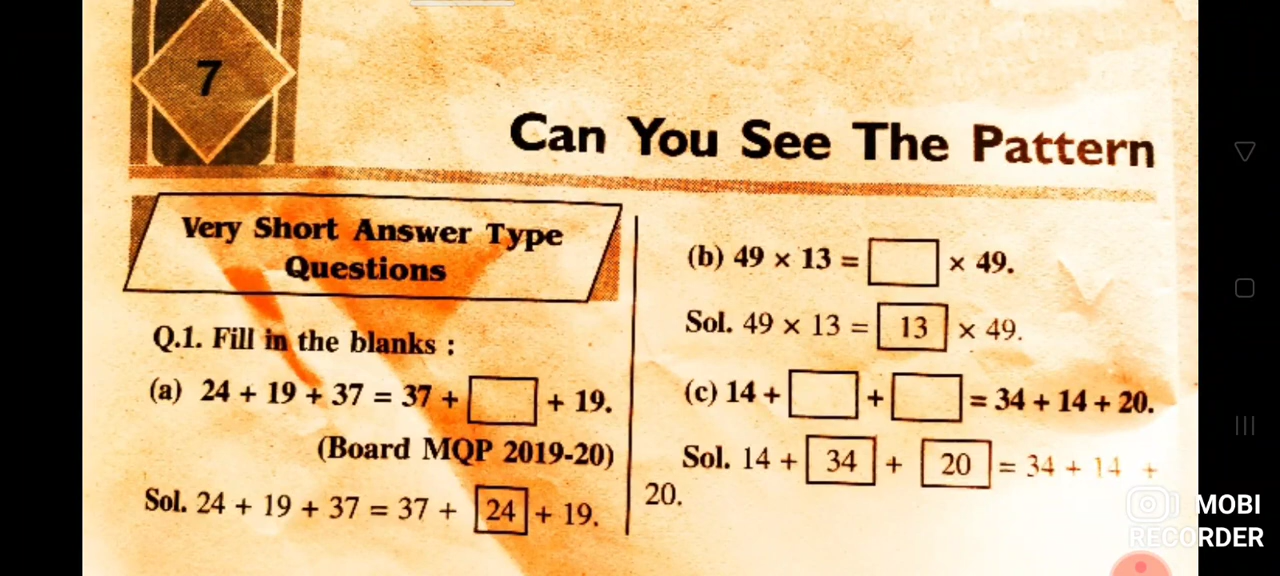 7
Can You See The Pattern
Very Short Answer Type
Questions
Q.1. Fill in the blanks :
(a) 24 + 19 + 37 = 37 + + 19.
(Board MQP 2019-20)
Sol. 24 + 19 + 37 = 37 + 24 + 19.
(b) 49 × 13 = × 49.
Sol. 49 × 13 = 13 × 49.
(c) 14 + + = 34 + 14 + 20.
Sol. 14 + 34 + 20 = 34 + 14 +
20.
MOBI
RECORDER